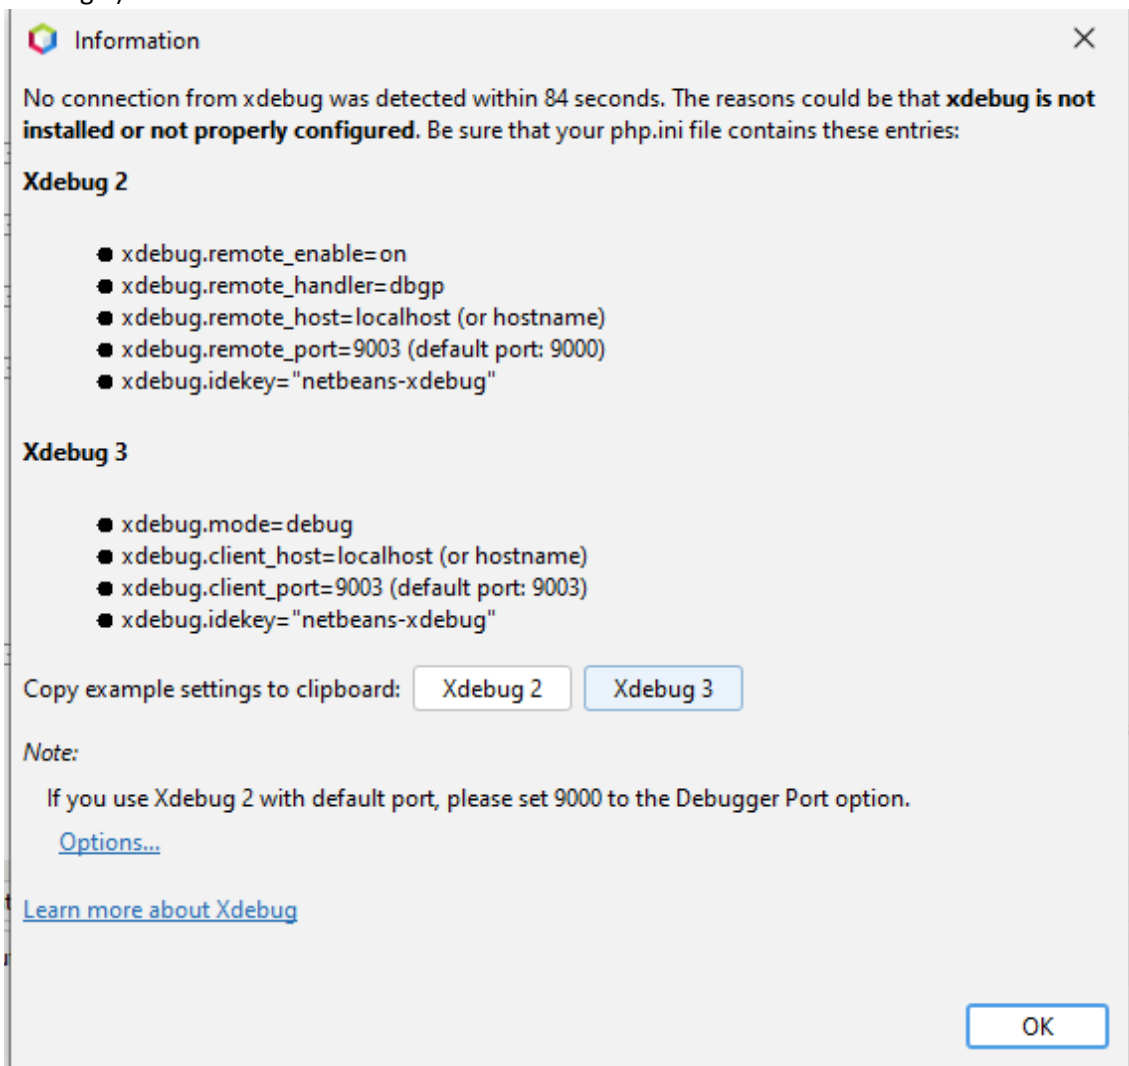 Information
No connection from xdebug was detected within 84 seconds. The reasons could be that xdebug is not
installed or not properly configured. Be sure that your php.ini file contains these entries:
Xdebug 2
xdebug.remote_enable=on
xdebug.remote_handler=dbgp
xdebug.remote_host=localhost (or hostname)
xdebug.remote_port=9003 (default port: 9000)
xdebug.idekey="netbeans-xdebug"
Xdebug 3
xdebug.mode=debug
xdebug.client_host=localhost (or hostname)
xdebug.client_port=9003 (default port: 9003)
xdebug.idekey="netbeans-xdebug"
Copy example settings to clipboard: Xdebug 2 Xdebug 3
Note:
If you use Xdebug 2 with default port, please set 9000 to the Debugger Port option.
Options...
Learn more about Xdebug
OK